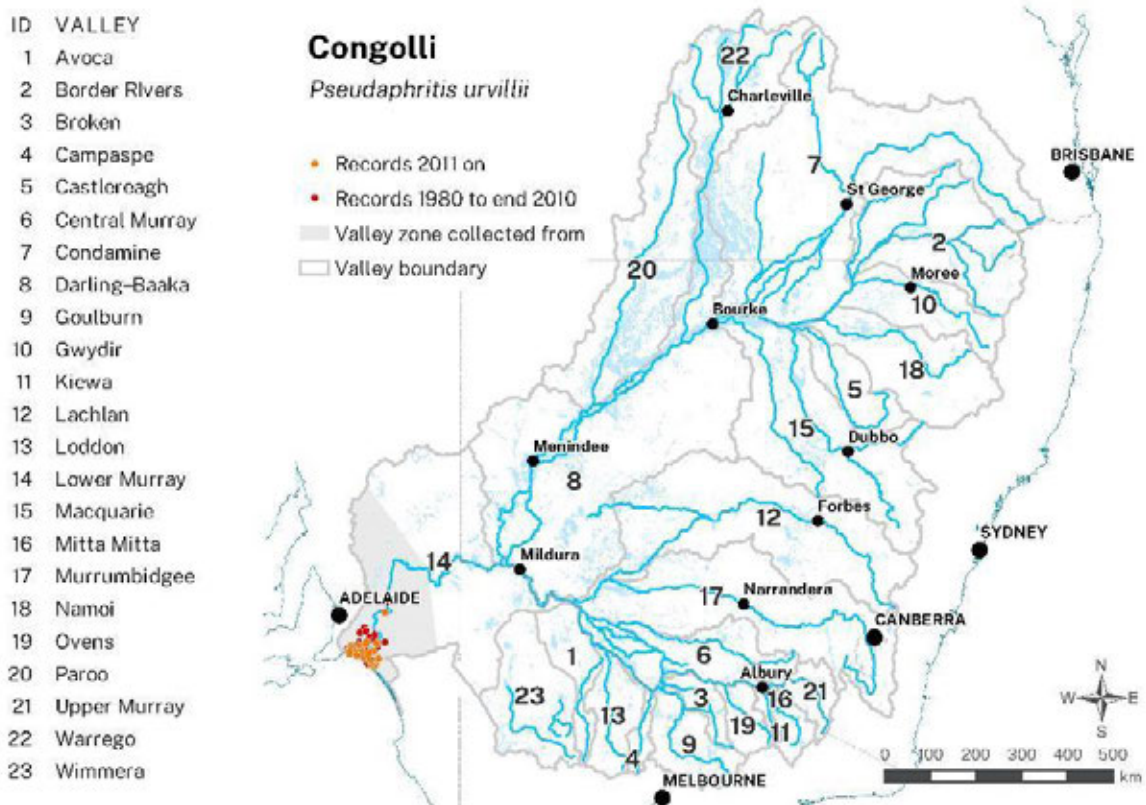 ID VALLEY
1 Avoca
2 Border RIvers
3 Broken
4 Campaspe
5 Castlereagh
6 Central Murray
7 Condamine
8 Darling–Baaka
9 Goulburn
10 Gwydir
11 Kiewa
12 Lachlan
13 Loddon
14 Lower Murray
15 Macquarie
16 Mitta Mitta
17 Murrumbidgee
18 Namoi
19 Ovens
20 Paroo
21 Upper Murray
22 Warrego
23 Wimmera
Congolli
Pseudaphritis urvillii
Records 2011 on
Records 1980 to end 2010
Valley zone collected from
Valley boundary
22
Charleville
BRISBANE
7
St George
2
20
Moree
10
Bourke
18
5
15
Dubbo
Menindee
8
12
Forbes
SYDNEY
14
Mildura
ADELAIDE
17
Narrandera
CANBERRA
1
6
Albury
23
13
3
16
21
19
11
9
4
MELBOURNE
N
W E
S
0 100 200 300 400 500
km